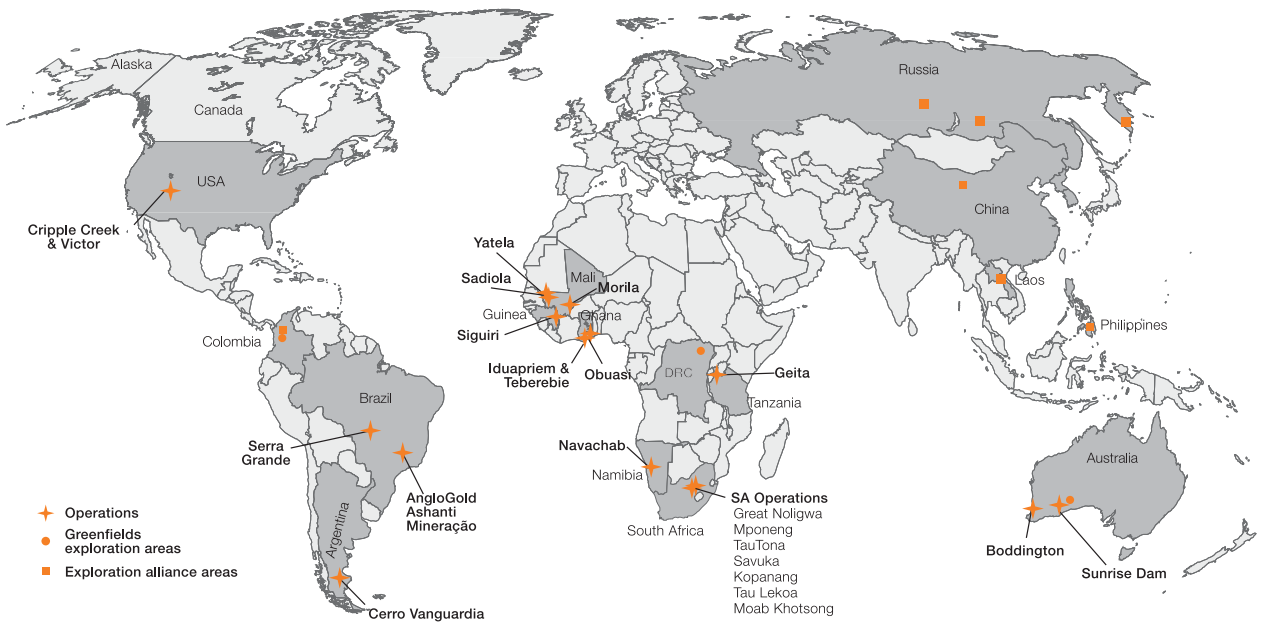 Alaska
Canada
USA
Cripple Creek
& Victor
Colombia
Brazil
Serra
Grande
AngloGold
Ashanti
Mineração
Argentina
Cerro Vanguardia
Operations
Greenfields
exploration areas
Exploration alliance areas
Yatela
Sadiola
Mali
Morila
Guinea
Ghana
Siguiri
Iduapriem &
Teberebie
Obuasi
DRC
Geita
Tanzania
Navachab
Namibia
South Africa
SA Operations
Great Noligwa
Mponeng
TauTona
Savuka
Kopanang
Tau Lekoa
Moab Khotsong
Russia
China
Laos
Philippines
Australia
Boddington
Sunrise Dam